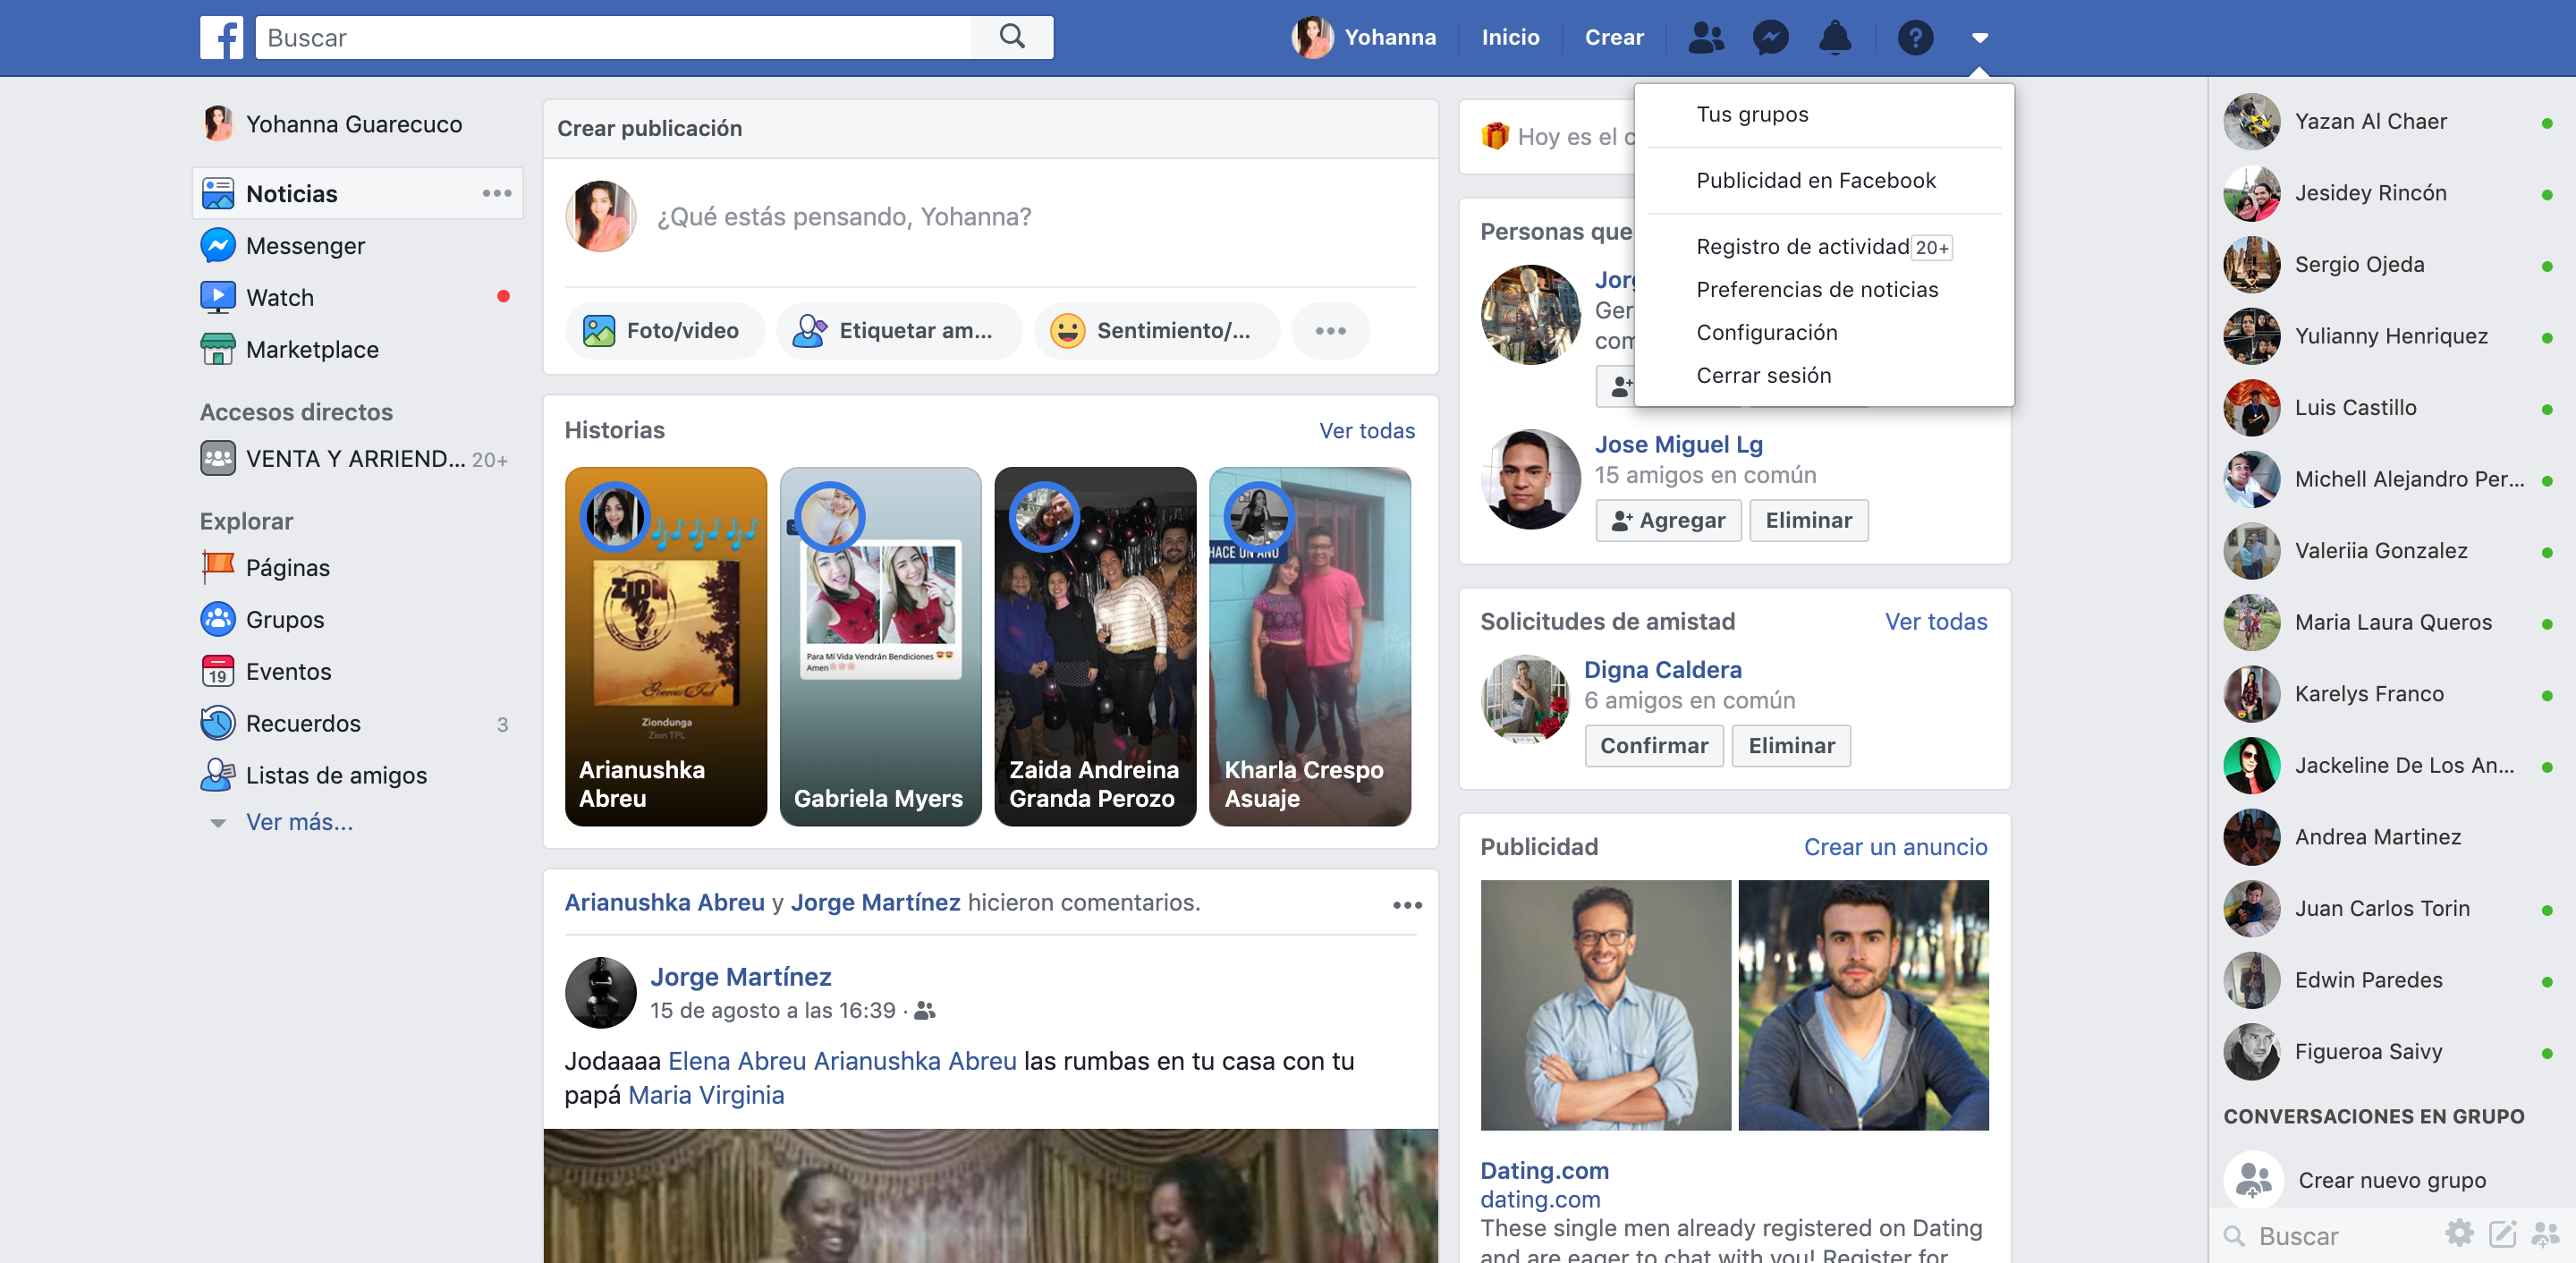 Buscar
Yohanna
Inicio
Crear
Yohanna Guarecuco
Noticias
Messenger
Watch
Marketplace
Accesos directos
VENTA Y ARRIEND... 20+
Explorar
Páginas
Grupos
19
Eventos
Recuerdos 3
Listas de amigos
Ver más...
Crear publicación
¿Qué estás pensando, Yohanna?
Foto/video
Etiquetar am...
Sentimiento/...
Historias
Ver todas
ZION
Ziondunga
Zion TPL
Arianushka
Abreu
Para Mí Vida Vendrán Bendiciones
Amen
Gabriela Myers
Zaida Andreina
Granda Perozo
HACE UN AÑO
Kharla Crespo
Asuaje
Arianushka Abreu y Jorge Martínez hicieron comentarios.
Jorge Martínez
15 de agosto a las 16:39 ·
Jodaaaa Elena Abreu Arianushka Abreu las rumbas en tu casa con tu
papá Maria Virginia
Tus grupos
Publicidad en Facebook
Registro de actividad 20+
Preferencias de noticias
Configuración
Cerrar sesión
Hoy es el c
Personas que
Jorg
Ger
com
Jose Miguel Lg
15 amigos en común
Agregar
Eliminar
Solicitudes de amistad
Ver todas
Digna Caldera
6 amigos en común
Confirmar
Eliminar
Publicidad
Crear un anuncio
Dating.com
dating.com
These single men already registered on Dating
and are eager to chat with you! Register for
Yazan Al Chaer
Jesidey Rincón
Sergio Ojeda
Yulianny Henriquez
Luis Castillo
Michell Alejandro Per...
Valeriia Gonzalez
Maria Laura Queros
Karelys Franco
Jackeline De Los An...
Andrea Martinez
Juan Carlos Torin
Edwin Paredes
Figueroa Saivy
CONVERSACIONES EN GRUPO
Crear nuevo grupo
Buscar